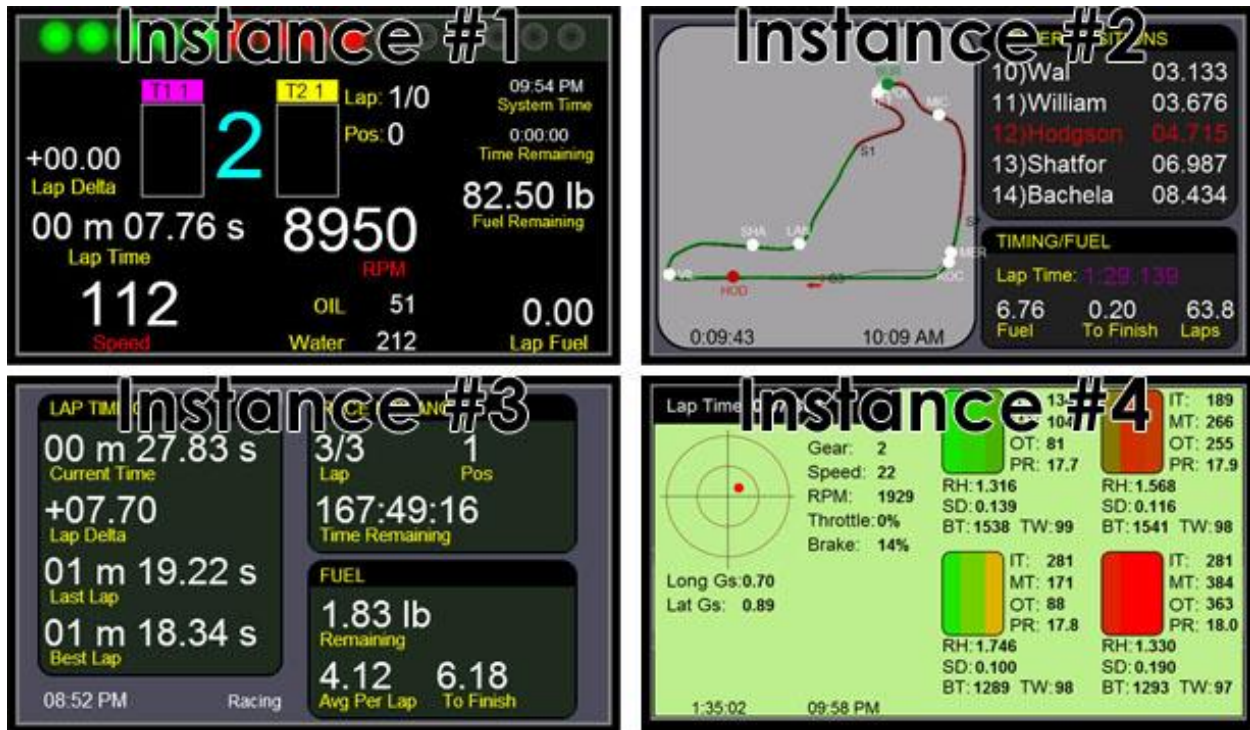 Instance #1
T1 1
T2 1
2
Lap: 1/0
Pos: 0
09:54 PM
System Time
0:00:00
Time Remaining
+00.00
Lap Delta
82.50 lb
Fuel Remaining
00 m 07.76 s
Lap Time
8950
RPM
112
Speed
OIL 51
Water 212
0.00
Lap Fuel
Instance #2
10)Wal 03.133
11)William 03.676
12)Hodgson 04.715
13)Shatfor 06.987
14)Bachela 08.434
MIC
S1
SHA
LAN
S2
MER
KOC
HOD
S3
0:09:43
10:09 AM
TIMING/FUEL
Lap Time: 1:29.139
6.76 0.20 63.8
Fuel To Finish Laps
Instance #3
00 m 27.83 s
Current Time
+07.70
Lap Delta
01 m 19.22 s
Last Lap
01 m 18.34 s
Best Lap
08:52 PM
Racing
3/3 1
Lap Pos
167:49:16
Time Remaining
FUEL
1.83 lb
Remaining
4.12 6.18
Avg Per Lap To Finish
Instance #4
Lap Time
Gear: 2
Speed: 22
RPM: 1929
Throttle: 0%
Brake: 14%
Long Gs: 0.70
Lat Gs: 0.89
OT: 81
PR: 17.7
RH: 1.316
SD: 0.139
BT: 1538 TW: 99
IT: 189
MT: 266
OT: 255
PR: 17.9
RH: 1.568
SD: 0.116
BT: 1541 TW: 98
IT: 281
MT: 171
OT: 88
PR: 17.8
RH: 1.746
SD: 0.100
BT: 1289 TW: 98
IT: 281
MT: 384
OT: 363
PR: 18.0
RH: 1.330
SD: 0.190
BT: 1293 TW: 97
1:35:02
09:58 PM